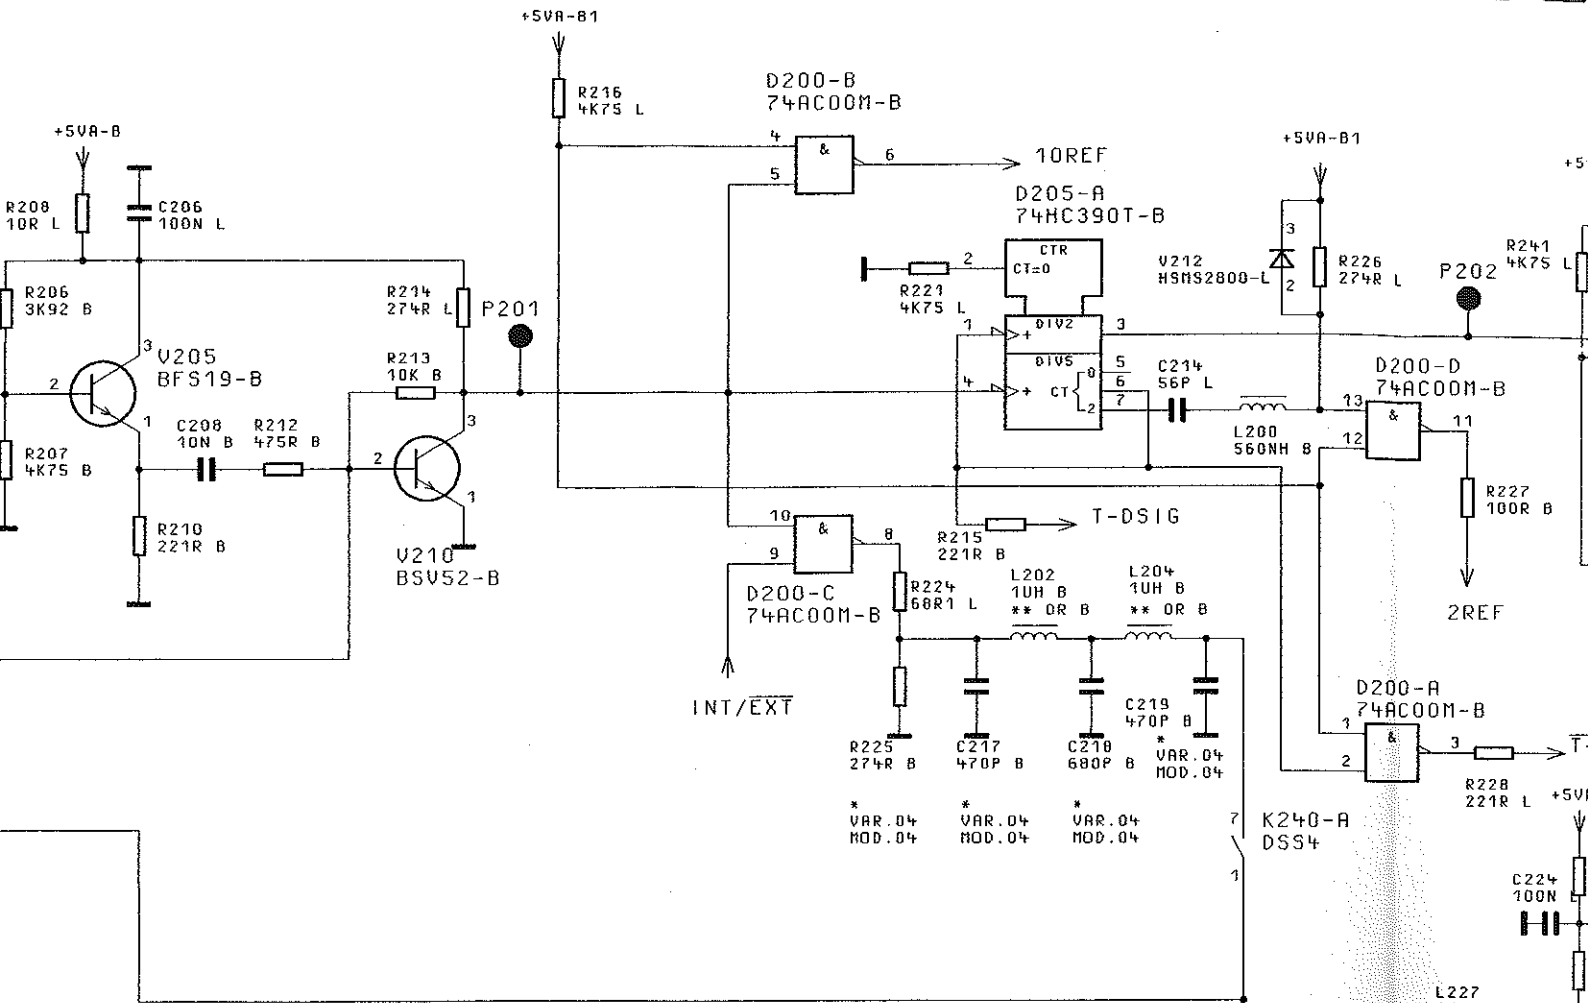 +5VA-B1
R216
4K75 L
D200-B
74AC00M-B
4
5
&
6
10REF
+5VA-B
R208
10R L
C206
100N L
R206
3K92 B
R214
274R L
P201
R213
10K B
3
V205
BFS19-B
2
1
R207
4K75 B
C208
10N B
R212
475R B
2
3
1
R210
221R B
V210
BSV52-B
D205-A
74HC390T-B
CTR
CT=0
2
R221
4K75 L
1
+
DIV2
3
DIV5
4
+
CT
0
2
5
6
7
C214
56P L
+5VA-B1
3
V212
HSMS2800-L
2
R226
274R L
P202
+5
R241
4K75 L
D200-D
74AC00M-B
13
12
&
11
L200
560NH B
R227
100R B
2REF
10
9
&
8
D200-C
74AC00M-B
INT/EXT
R215
221R B
T-DSIG
R224
68R1 L
L202
1UH B
** 0R B
L204
1UH B
** 0R B
R225
274R B
*
VAR.04
MOD.04
C217
470P B
*
VAR.04
MOD.04
C218
680P B
*
VAR.04
MOD.04
C219
470P B
*
VAR.04
MOD.04
D200-A
74AC00M-B
1
2
&
3
R228
221R L
7
1
K240-A
DSS4
C224
100N
L227